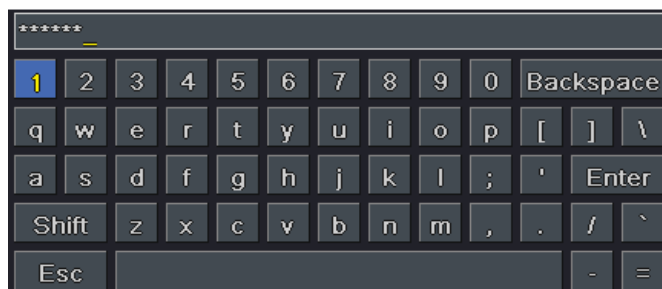 ******_
1 2 3 4 5 6 7 8 9 0 Backspace
q w e r t y u i o p [ ] \
a s d f g h j k l ; ' Enter
Shift z x c v b n m , . / `
Esc - =